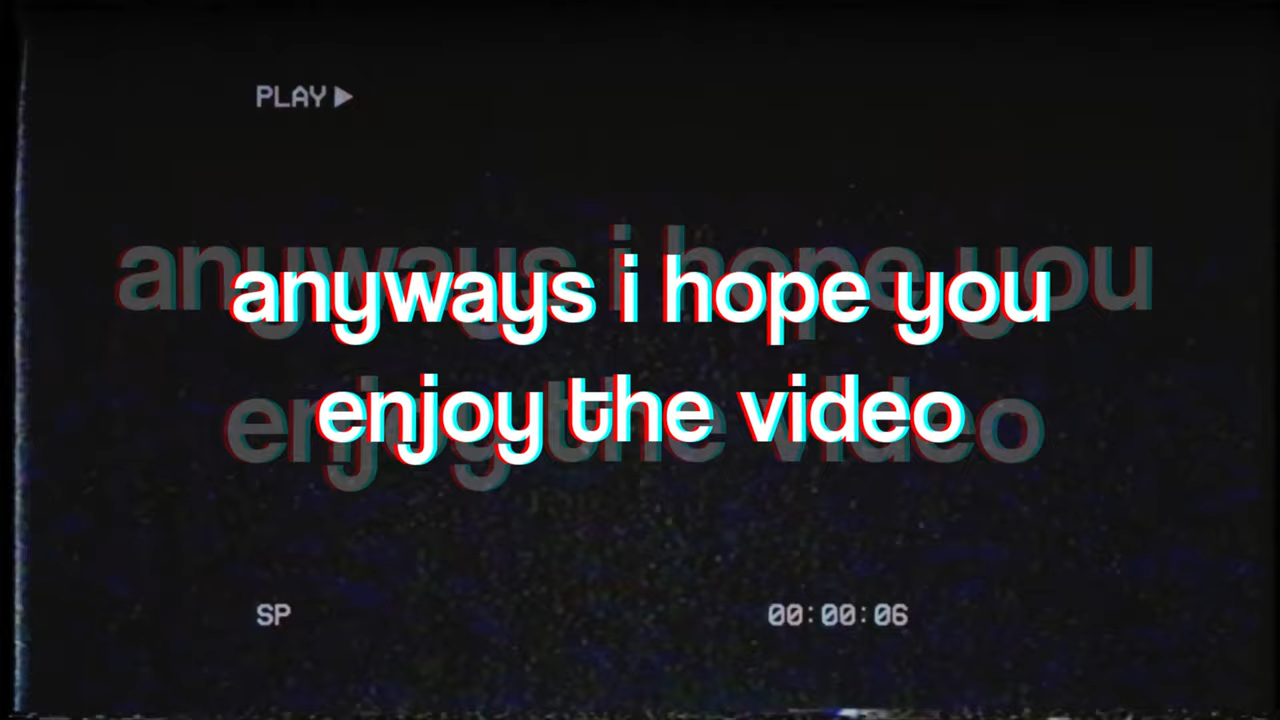 PLAY ▶
anyways i hope you
enjoy the video
SP
00:00:06